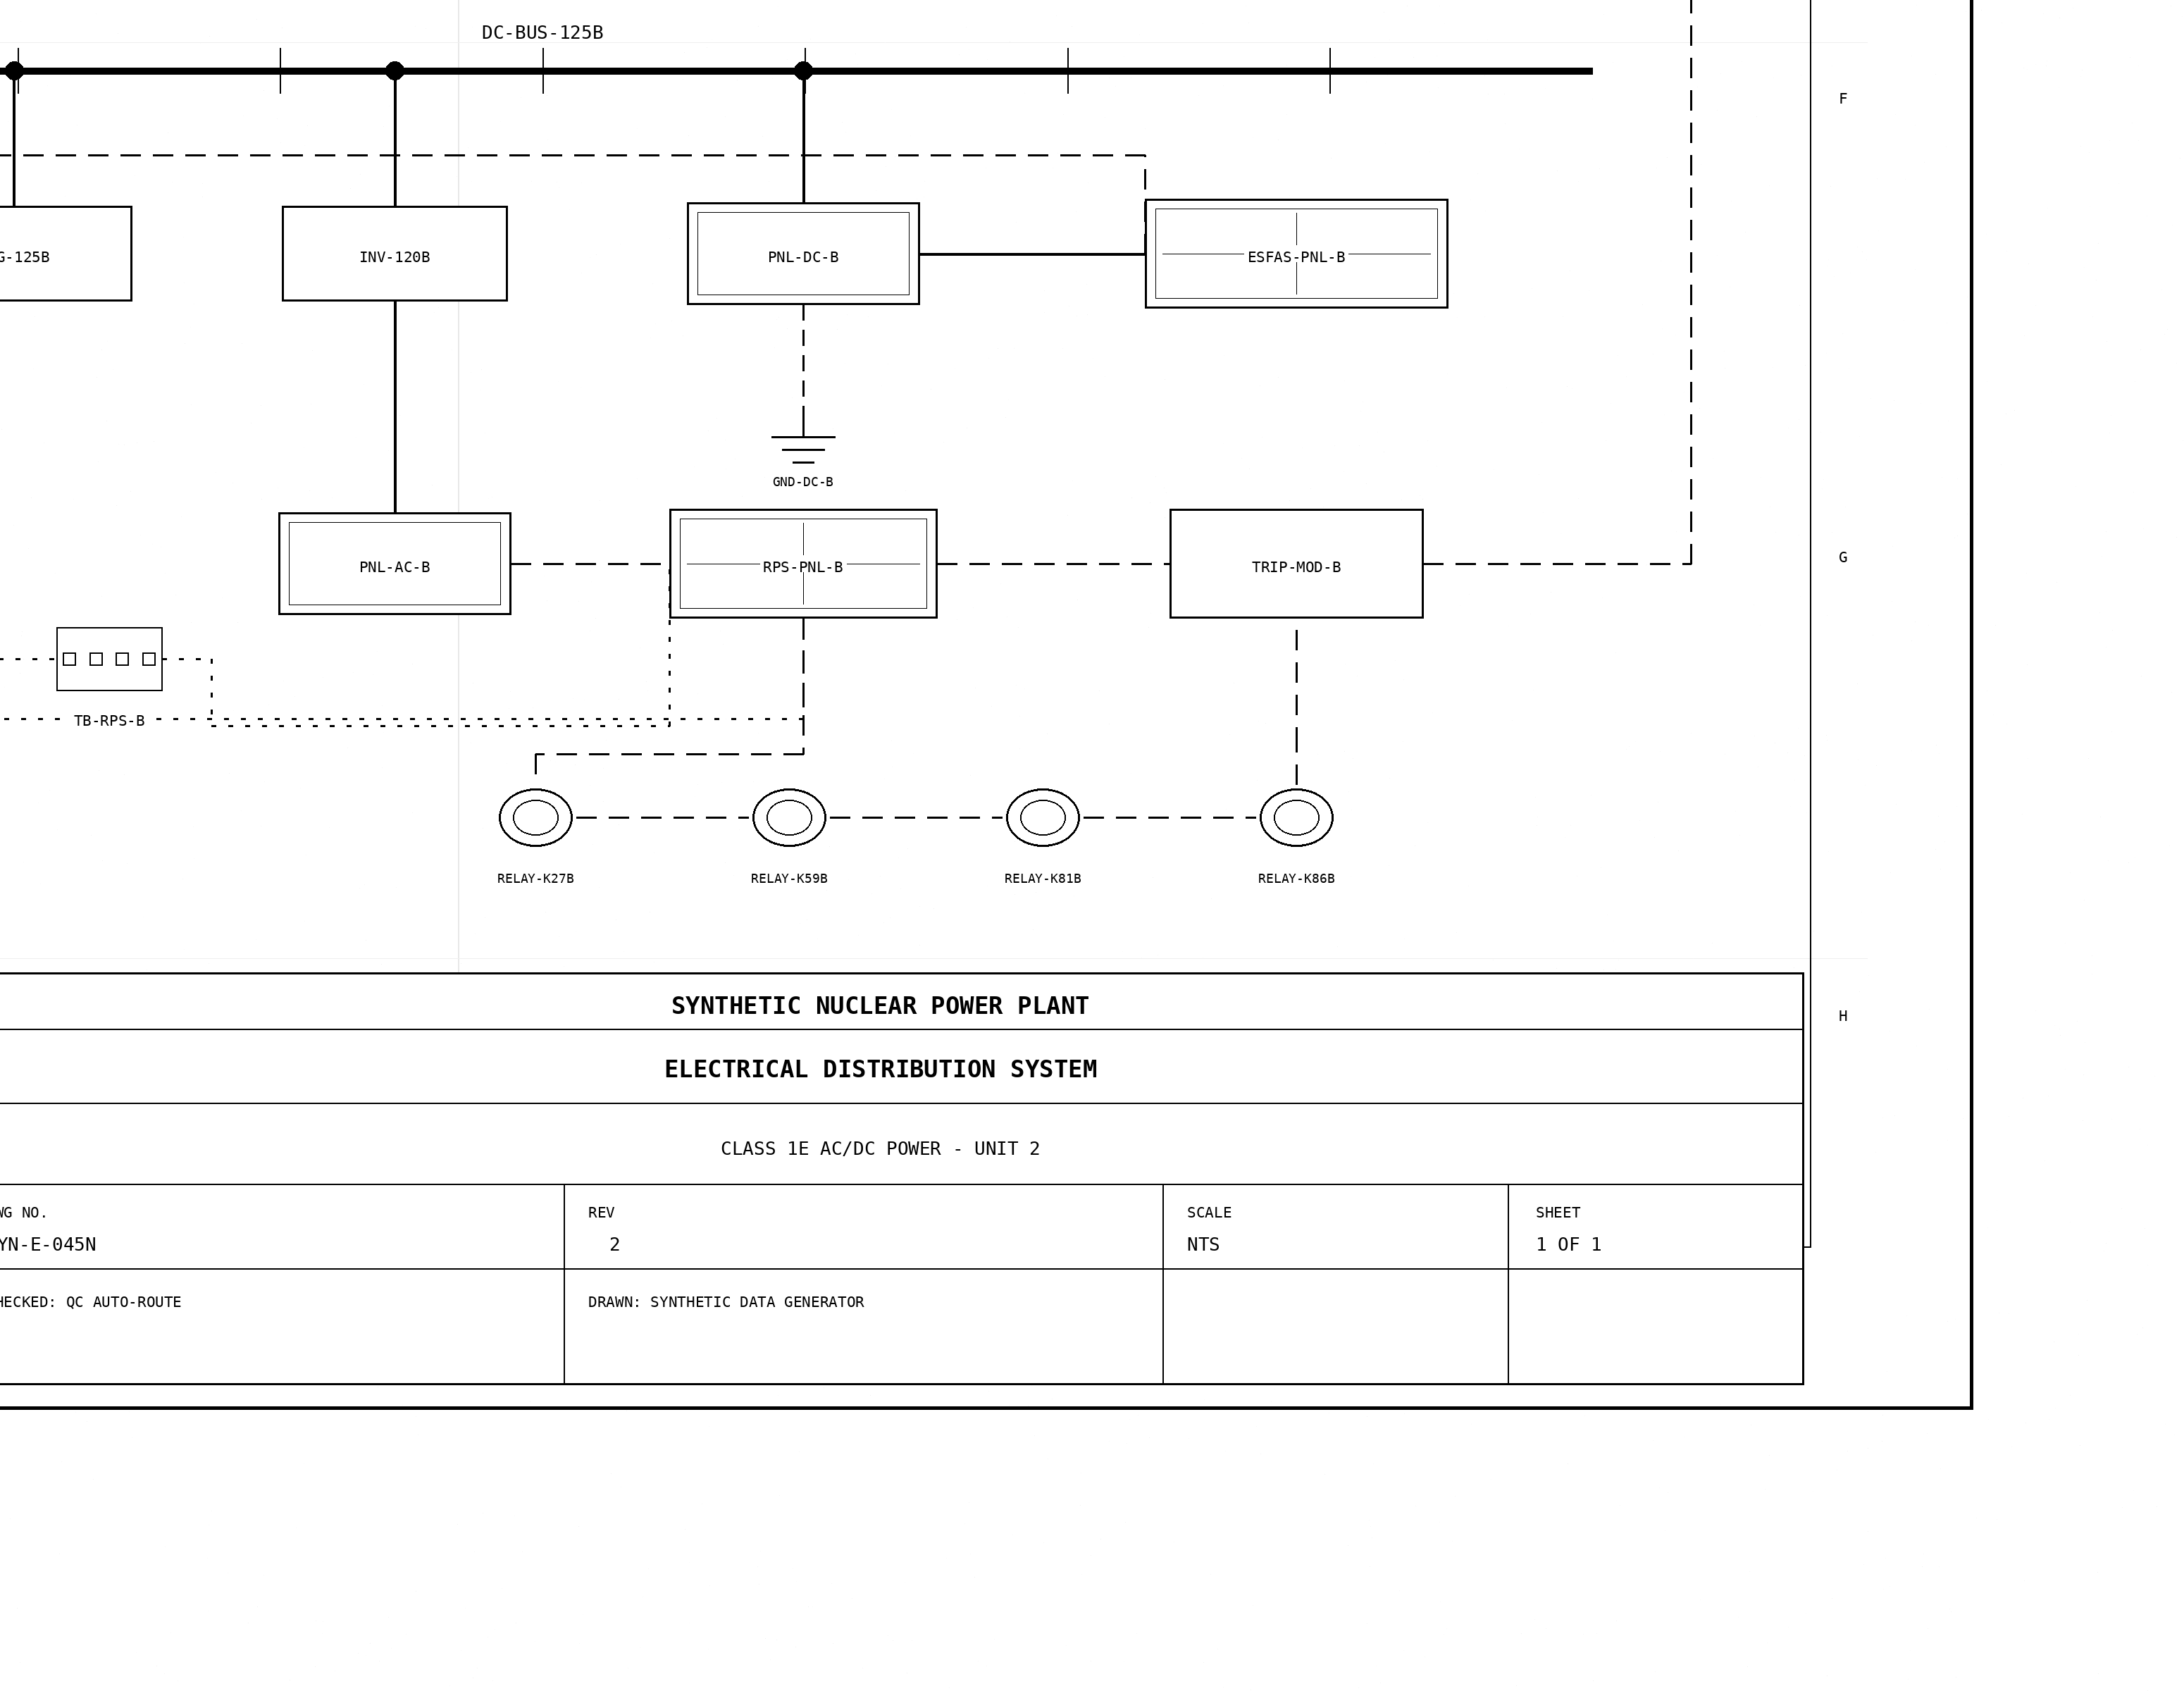 DC-BUS-125B
F
G-125B
INV-120B
PNL-DC-B
ESFAS-PNL-B
GND-DC-B
G
PNL-AC-B
RPS-PNL-B
TRIP-MOD-B
TB-RPS-B
RELAY-K27B
RELAY-K59B
RELAY-K81B
RELAY-K86B
SYNTHETIC NUCLEAR POWER PLANT
H
ELECTRICAL DISTRIBUTION SYSTEM
CLASS 1E AC/DC POWER - UNIT 2
WG NO.
YN-E-045N
REV
2
SCALE
NTS
SHEET
1 OF 1
HECKED: QC AUTO-ROUTE
DRAWN: SYNTHETIC DATA GENERATOR